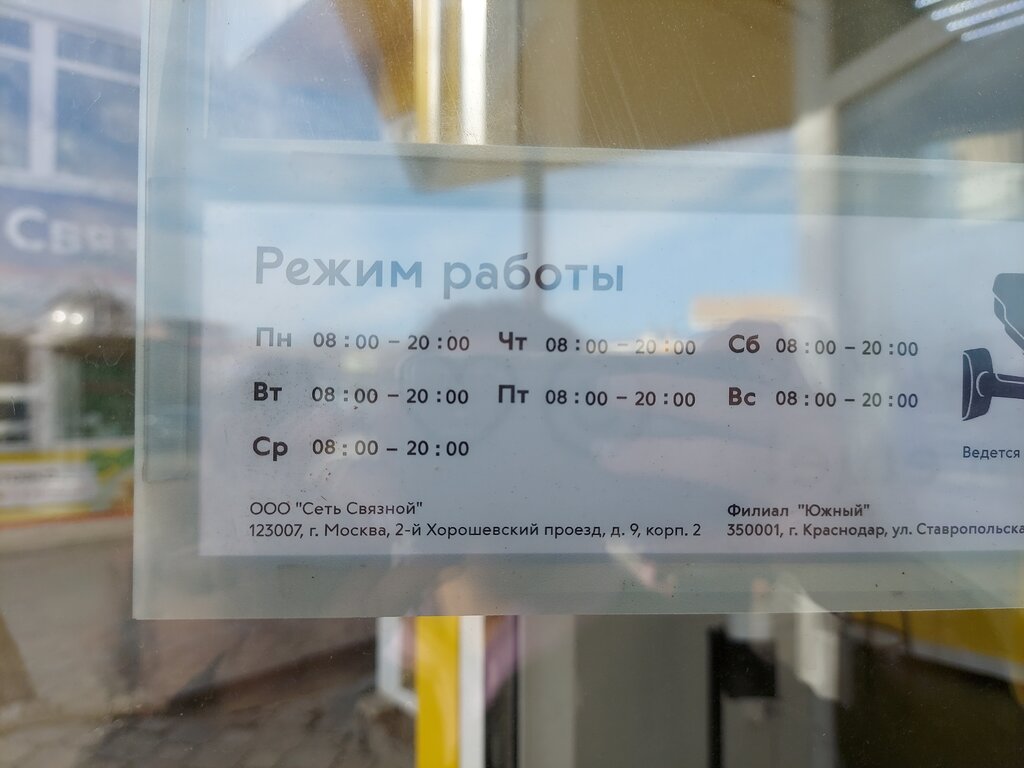 Режим работы
Пн 08:00 – 20:00
Вт 08:00 – 20:00
Ср 08:00 – 20:00
Чт 08:00 – 20:00
Пт 08:00 – 20:00
Сб 08:00 – 20:00
Вс 08:00 – 20:00
Ведется
ООО "Сеть Связной"
123007, г. Москва, 2-й Хорошевский проезд, д. 9, корп. 2
Филиал "Южный"
350001, г. Краснодар, ул. Ставропольска